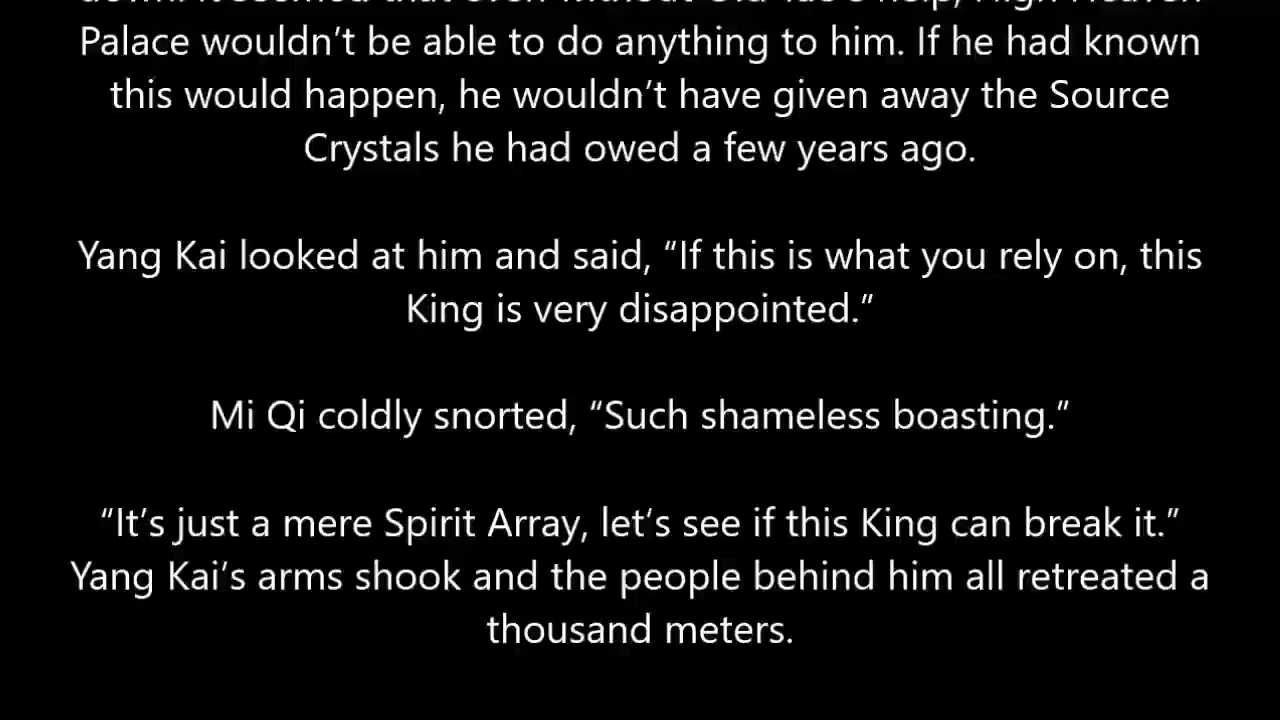 Palace wouldn’t be able to do anything to him. If he had known
this would happen, he wouldn’t have given away the Source
Crystals he had owed a few years ago.
Yang Kai looked at him and said, “If this is what you rely on, this
King is very disappointed.”
Mi Qi coldly snorted, “Such shameless boasting.”
“It’s just a mere Spirit Array, let‘s see if this King can break it.”
Yang Kai’s arms shook and the people behind him all retreated a
thousand meters.